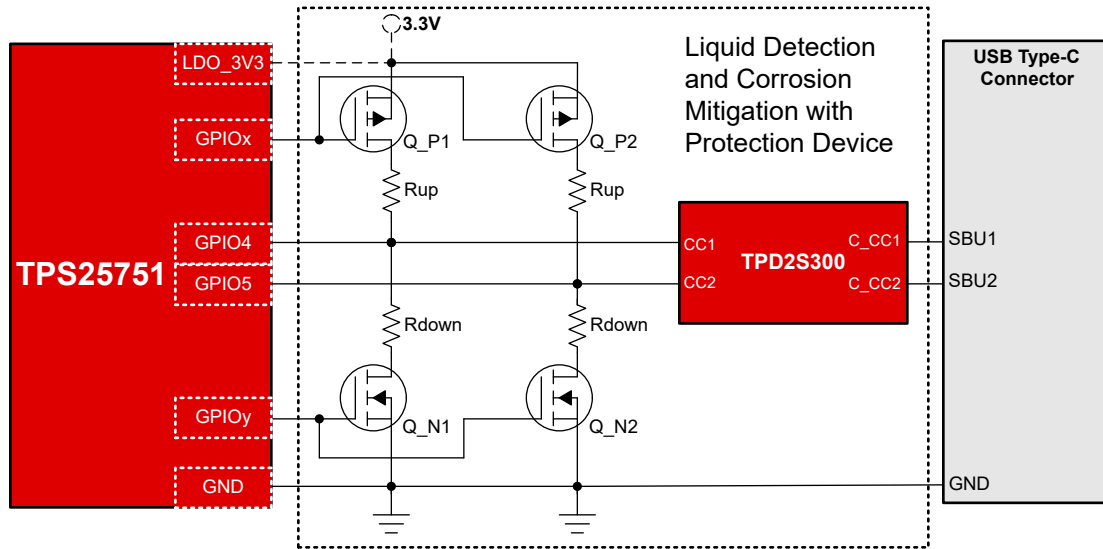 3.3V
LDO_3V3
Liquid Detection
and Corrosion
Mitigation with
Protection Device
USB Type-C
Connector
GPIOx
Q_P1
Q_P2
Rup
Rup
GPIO4
CC1
C_CC1
SBU1
TPS25751
TPD2S300
GPIO5
CC2
C_CC2
SBU2
Rdown
Rdown
GPIOy
Q_N1
Q_N2
GND
GND